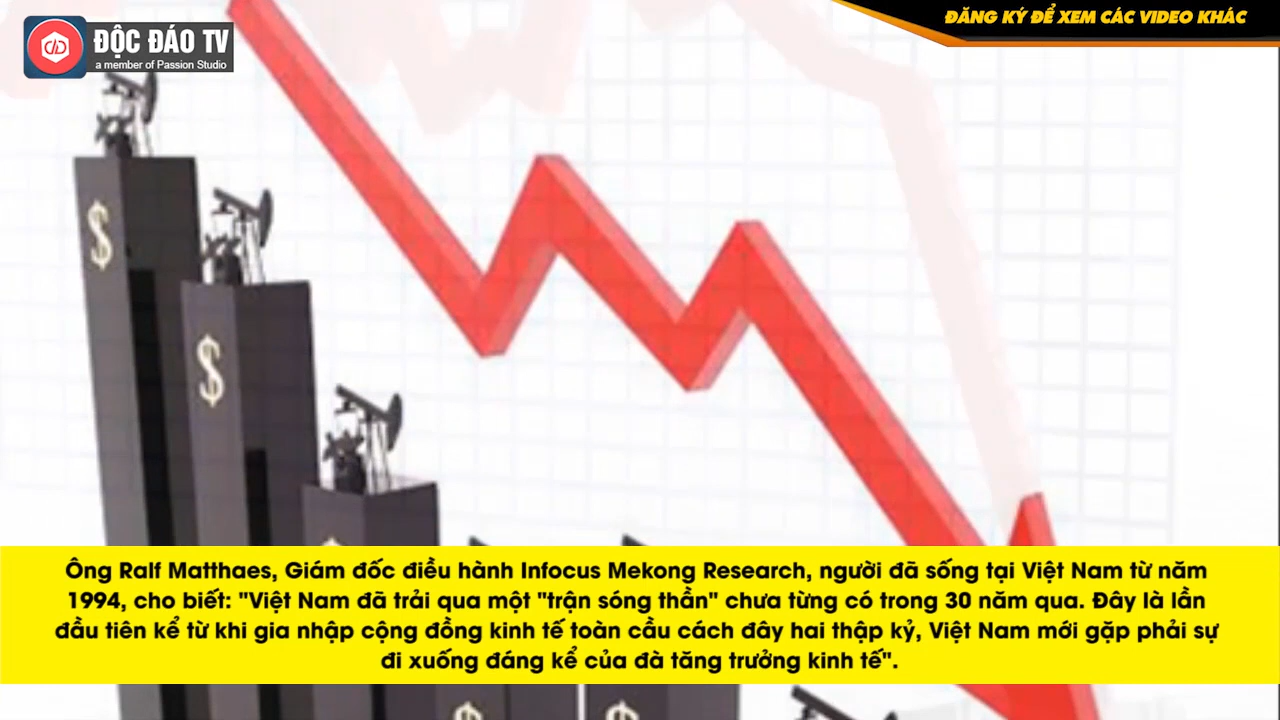 ĐĂNG KÝ ĐỂ XEM CÁC VIDEO KHÁC
ĐỘC ĐÁO TV
a member of Passion Studio
$
$
$
$
Ông Ralf Matthaes, Giám đốc điều hành Infocus Mekong Research, người đã sống tại Việt Nam từ năm
1994, cho biết: "Việt Nam đã trải qua một "trận sóng thần" chưa từng có trong 30 năm qua. Đây là lần
đầu tiên kể từ khi gia nhập cộng đồng kinh tế toàn cầu cách đây hai thập kỷ, Việt Nam mới gặp phải sự
đi xuống đáng kể của đà tăng trưởng kinh tế".